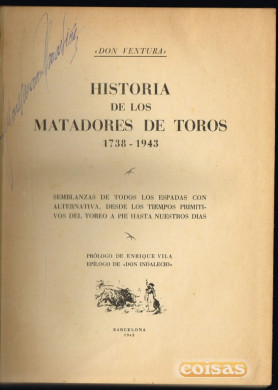 «DON VENTURA»
HISTORIA
DE LOS
MATADORES DE TOROS
1738 - 1943
SEMBLANZAS DE TODOS LOS ESPADAS CON
ALTERNATIVA, DESDE LOS TIEMPOS PRIMITI-
VOS DEL TOREO A PIE HASTA NUESTROS DIAS
PRÓLOGO DE ENRIQUE VILA
EPÍLOGO DE «DON INDALECIO»
BARCELONA
1943
coisas